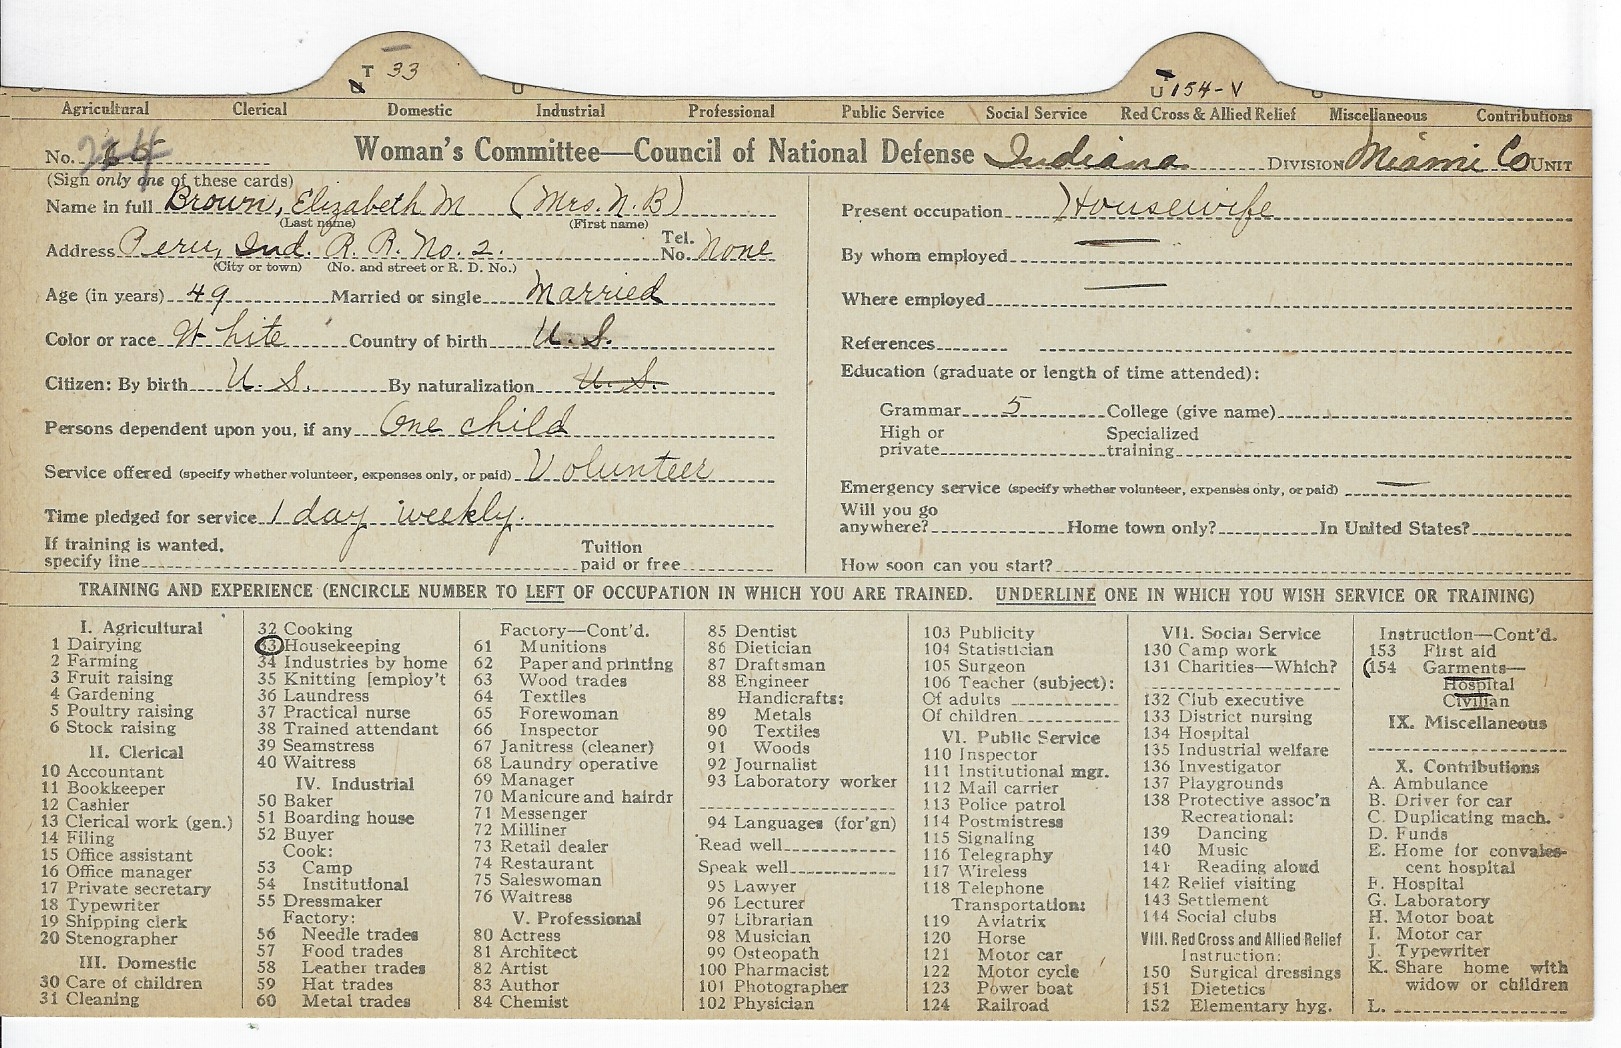 T 33
U
U
T
U 154-V
U
Agricultural Clerical Domestic Industrial Professional Public Service Social Service Red Cross & Allied Relief Miscellaneous Contributions
No. Woman's Committee—Council of National Defense Indiana DIVISION Miami Co UNIT
(Sign only one of these cards)
Name in full Brown, Elizabeth M (Mrs. N. B)
(Last name) (First name)
Address Peru, Ind. R. R. No. 2. Tel. No. None
(City or town) (No. and street or R. D. No.)
Age (in years) 49 Married or single Married
Color or race White Country of birth U. S.
Citizen: By birth U. S. By naturalization U. S.
Persons dependent upon you, if any One child
Service offered (specify whether volunteer, expenses only, or paid) Volunteer
Time pledged for service 1 day weekly.
If training is wanted, specify line Tuition paid or free
Present occupation Housewife
By whom employed —
Where employed —
References
Education (graduate or length of time attended):
Grammar 5 College (give name)
High or private Specialized training
Emergency service (specify whether volunteer, expenses only, or paid) —
Will you go anywhere? Home town only? In United States?
How soon can you start?
TRAINING AND EXPERIENCE (ENCIRCLE NUMBER TO LEFT OF OCCUPATION IN WHICH YOU ARE TRAINED. UNDERLINE ONE IN WHICH YOU WISH SERVICE OR TRAINING)
I. Agricultural
1 Dairying
2 Farming
3 Fruit raising
4 Gardening
5 Poultry raising
6 Stock raising
II. Clerical
10 Accountant
11 Bookkeeper
12 Cashier
13 Clerical work (gen.)
14 Filing
15 Office assistant
16 Office manager
17 Private secretary
18 Typewriter
19 Shipping clerk
20 Stenographer
III. Domestic
30 Care of children
31 Cleaning
32 Cooking
33 Housekeeping
34 Industries by home
35 Knitting [employ't
36 Laundress
37 Practical nurse
38 Trained attendant
39 Seamstress
40 Waitress
IV. Industrial
50 Baker
51 Boarding house
52 Buyer
Cook:
53 Camp
54 Institutional
55 Dressmaker
Factory:
56 Needle trades
57 Food trades
58 Leather trades
59 Hat trades
60 Metal trades
Factory—Cont'd.
61 Munitions
62 Paper and printing
63 Wood trades
64 Textiles
65 Forewoman
66 Inspector
67 Janitress (cleaner)
68 Laundry operative
69 Manager
70 Manicure and hairdr
71 Messenger
72 Milliner
73 Retail dealer
74 Restaurant
75 Saleswoman
76 Waitress
V. Professional
80 Actress
81 Architect
82 Artist
83 Author
84 Chemist
85 Dentist
86 Dietician
87 Draftsman
88 Engineer
Handicrafts:
89 Metals
90 Textiles
91 Woods
92 Journalist
93 Laboratory worker
94 Languages (for'gn)
Read well
Speak well
95 Lawyer
96 Lecturer
97 Librarian
98 Musician
99 Osteopath
100 Pharmacist
101 Photographer
102 Physician
103 Publicity
104 Statistician
105 Surgeon
106 Teacher (subject):
Of adults
Of children
VI. Public Service
110 Inspector
111 Institutional mgr.
112 Mail carrier
113 Police patrol
114 Postmistress
115 Signaling
116 Telegraphy
117 Wireless
118 Telephone
Transportation:
119 Aviatrix
120 Horse
121 Motor car
122 Motor cycle
123 Power boat
124 Railroad
VII. Social Service
130 Camp work
131 Charities—Which?
132 Club executive
133 District nursing
134 Hospital
135 Industrial welfare
136 Investigator
137 Playgrounds
138 Protective assoc'n
Recreational:
139 Dancing
140 Music
141 Reading aloud
142 Relief visiting
143 Settlement
144 Social clubs
VIII. Red Cross and Allied Relief
Instruction:
150 Surgical dressings
151 Dietetics
152 Elementary hyg.
Instruction—Cont'd.
153 First aid
154 Garments—
Hospital
Civilian
IX. Miscellaneous
X. Contributions
A. Ambulance
B. Driver for car
C. Duplicating mach.
D. Funds
E. Home for convales-
cent hospital
F. Hospital
G. Laboratory
H. Motor boat
I. Motor car
J. Typewriter
K. Share home with
widow or children
L.